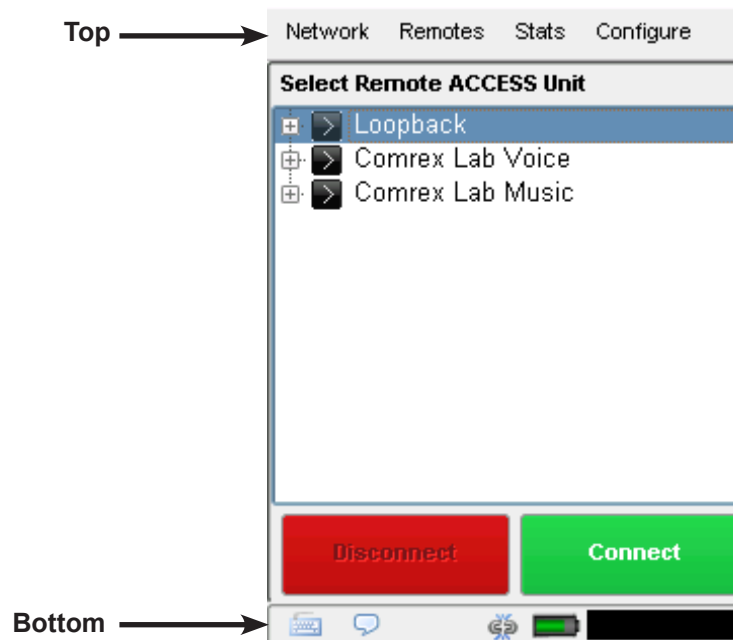 Top
Network Remotes Stats Configure
Select Remote ACCESS Unit
Loopback
Comrex Lab Voice
Comrex Lab Music
Disconnect Connect
Bottom